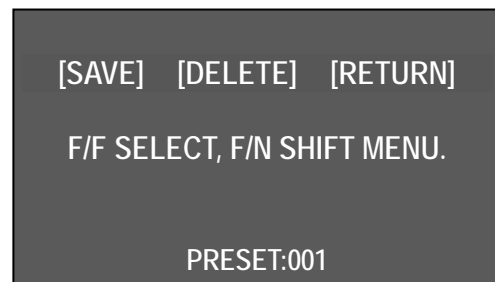 [SAVE] [DELETE] [RETURN]
F/F SELECT, F/N SHIFT MENU.
PRESET:001